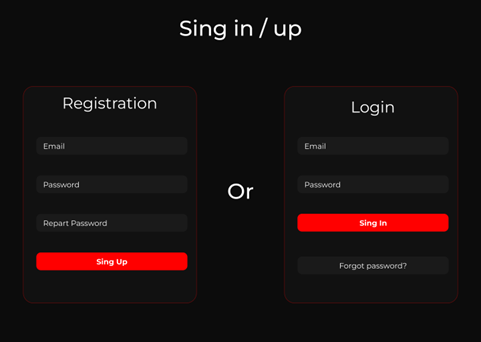 Sing in / up
Registration
Email
Password
Repart Password
Sing Up
Or
Login
Email
Password
Sing In
Forgot password?